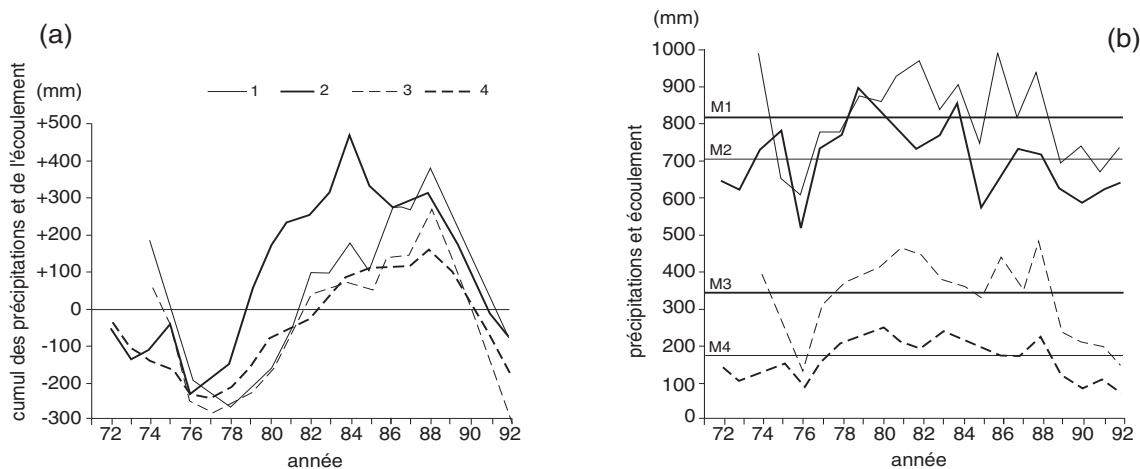 (a)
cumul des précipitations et de l'écoulement
(mm)
1 2 3 4
+500
+400
+300
+200
+100
0
-100
-200
-300
72 74 76 78 80 82 84 86 88 90 92
année
(b)
précipitations et écoulement
(mm)
1000
900
800
700
600
500
400
300
200
100
0
M1
M2
M3
M4
72 74 76 78 80 82 84 86 88 90 92
année